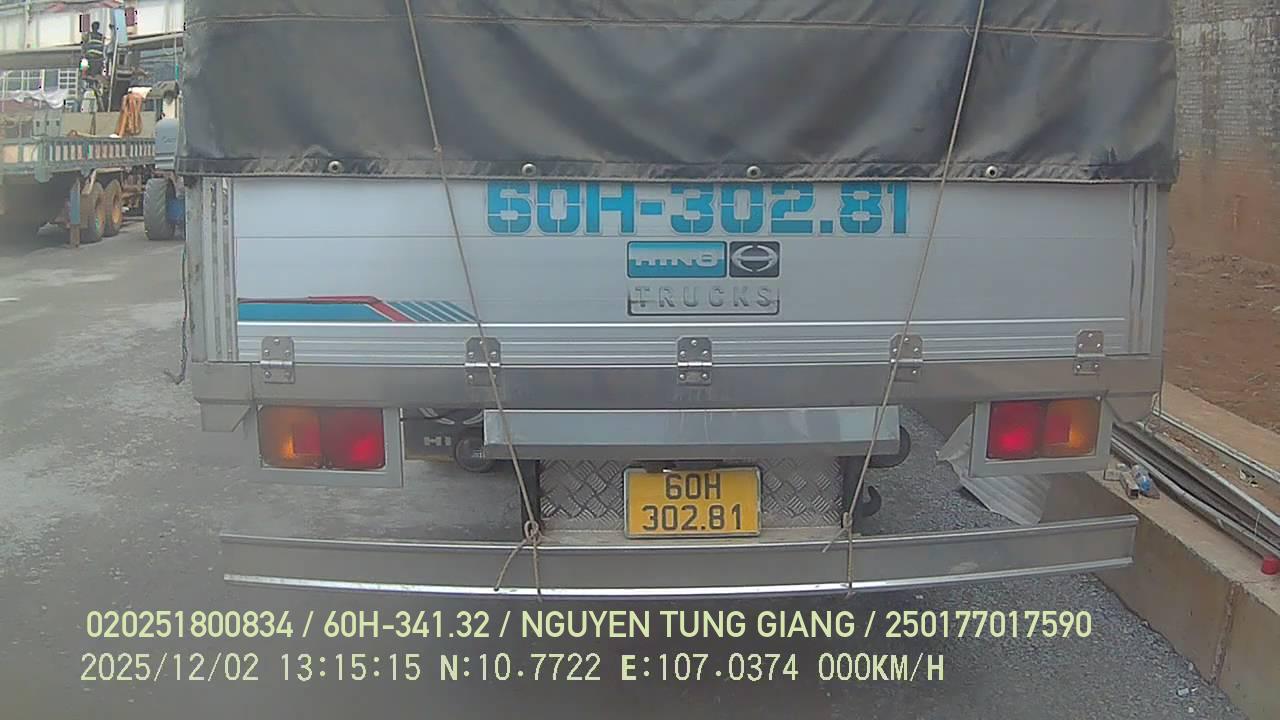 60H-302.81
HINO
TRUCKS
HI
60H
302.81
020251800834 / 60H-341.32 / NGUYEN TUNG GIANG / 250177017590
2025/12/02 13:15:15 N:10.7722 E:107.0374 000KM/H